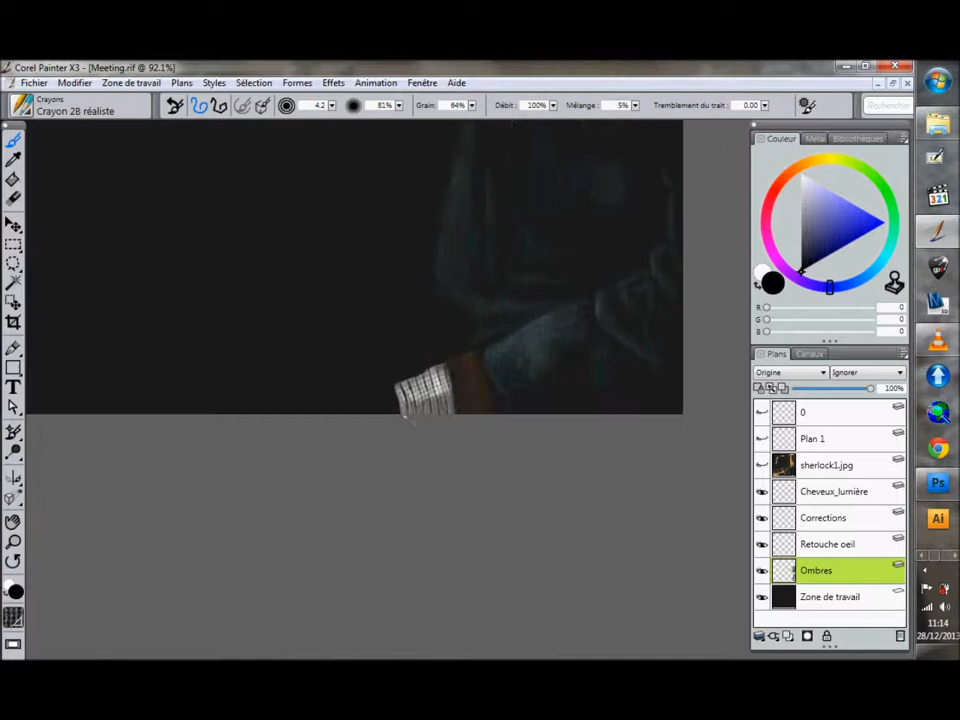 Corel Painter X3 - [Meeting.rif @ 92.1%]
Fichier Modifier Zone de travail Plans Styles Sélection Formes Effets Animation Fenêtre Aide
Crayons
Crayon 2B réaliste
4.2 81% Grain: 64% Débit: 100% Mélange: 5% Tremblement du trait: 0.00 Rechercher
Couleur Mélai Bibliothèques
R 0
G 0
B 0
Plans Canaux
Origine Ignorer
100%
0
Plan 1
sherlock1.jpg
Cheveux_lumière
Corrections
Retouche oeil
Ombres
Zone de travail
321
Ps
Ai
11:14
28/12/2013
T